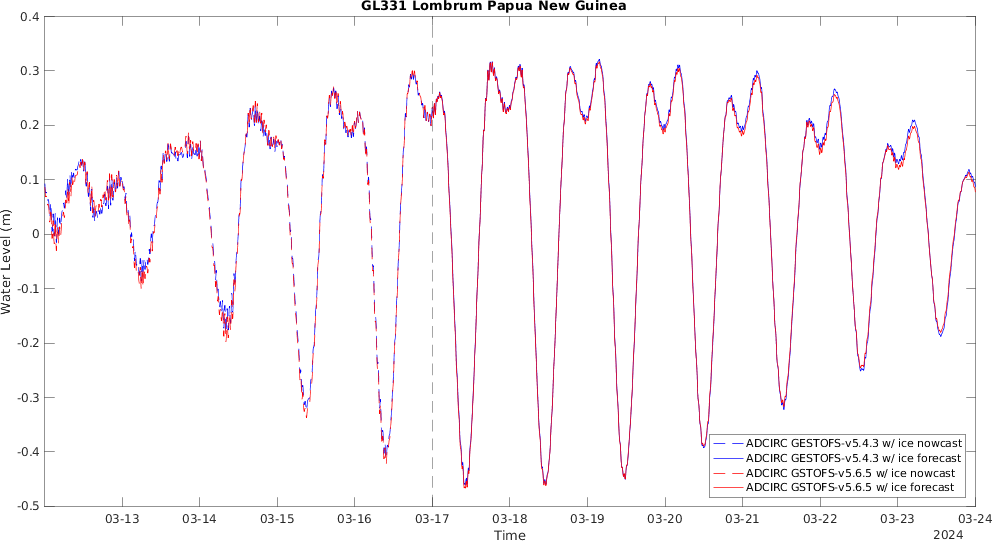 GL331 Lombrum Papua New Guinea
0.4
0.3
0.2
0.1
0
-0.1
-0.2
-0.3
-0.4
-0.5
Water Level (m)
ADCIRC GESTOFS-v5.4.3 w/ ice nowcast
ADCIRC GESTOFS-v5.4.3 w/ ice forecast
ADCIRC GSTOFS-v5.6.5 w/ ice nowcast
ADCIRC GSTOFS-v5.6.5 w/ ice forecast
03-13 03-14 03-15 03-16 03-17 03-18 03-19 03-20 03-21 03-22 03-23 03-24
Time
2024